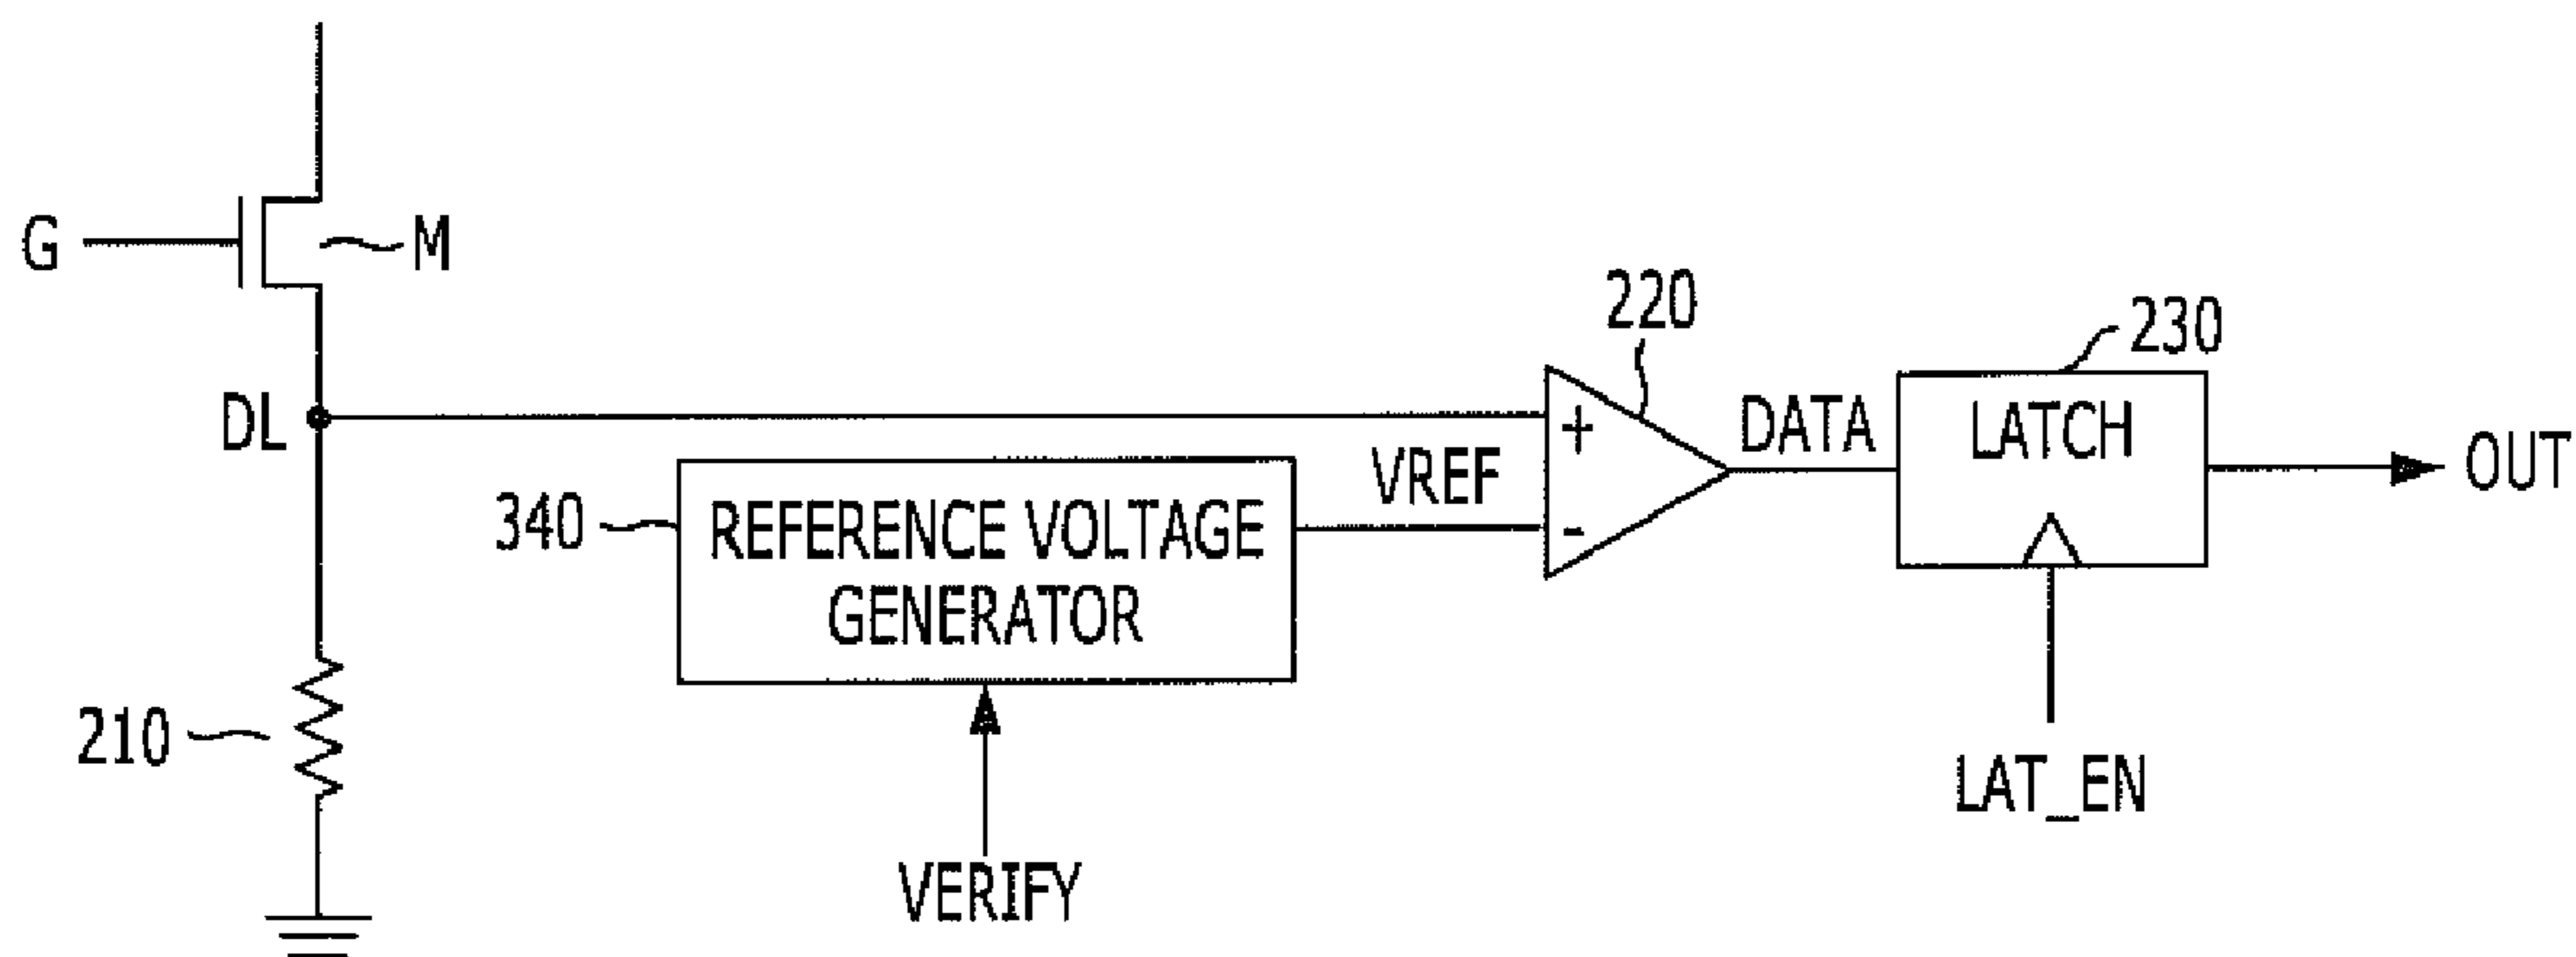 G
M
DL
210
340
REFERENCE VOLTAGE
GENERATOR
VERIFY
VREF
+
-
220
DATA
230
LATCH
LAT_EN
OUT